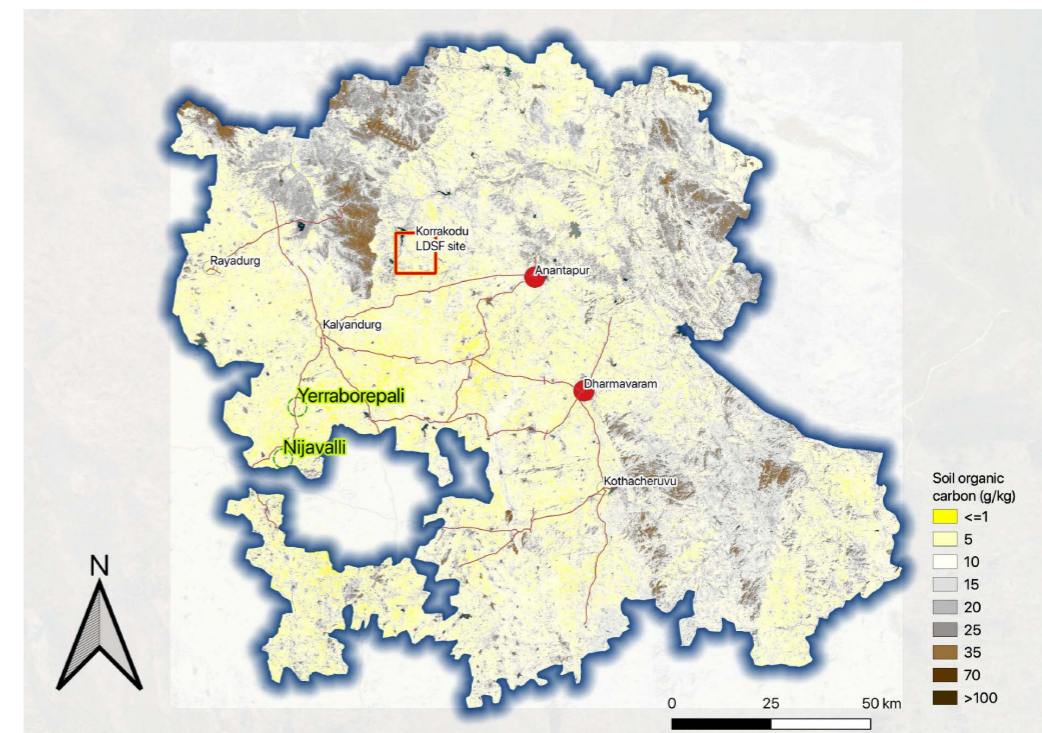 Korrakodu
LDSF site
Rayadurg
Anantapur
Kalyandurg
Dharmavaram
Yerraborepali
Nijavalli
Kothacheruvu
Soil organic
carbon (g/kg)
<=1
5
10
15
20
25
35
70
>100
N
0 25 50 km